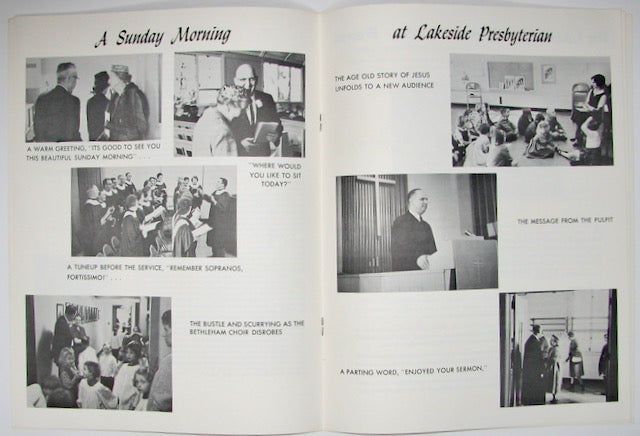 A Sunday Morning
A WARM GREETING, "ITS GOOD TO SEE YOU
THIS BEAUTIFUL SUNDAY MORNING" . . .
"WHERE WOULD
YOU LIKE TO SIT
TODAY?"
A TUNEUP BEFORE THE SERVICE, "REMEMBER SOPRANOS,
FORTISSIMO!" . . .
THE BUSTLE AND SCURRYING AS THE
BETHLEHAM CHOIR DISROBES
at Lakeside Presbyterian
THE AGE OLD STORY OF JESUS
UNFOLDS TO A NEW AUDIENCE
THE MESSAGE FROM THE PULPIT
A PARTING WORD, "ENJOYED YOUR SERMON."